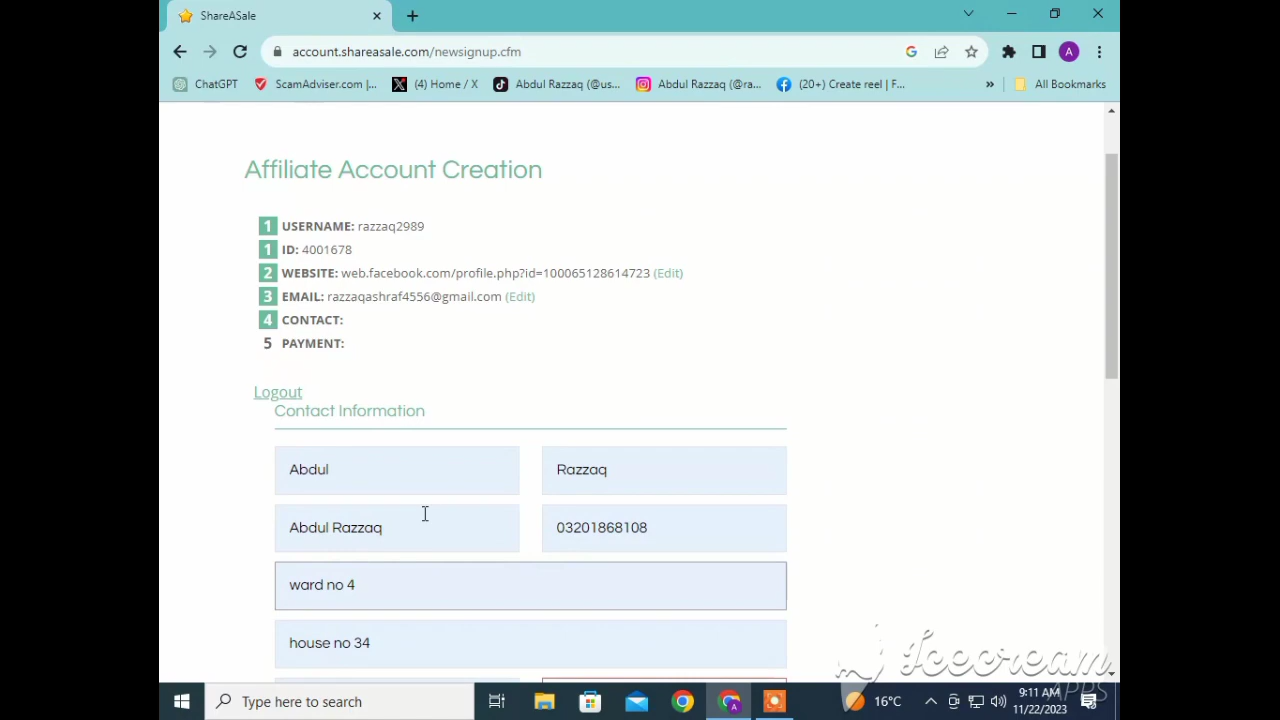 ShareASale
account.shareasale.com/newsignup.cfm
A
ChatGPT
ScamAdviser.com |...
(4) Home / X
Abdul Razzaq (@us...
Abdul Razzaq (@ra...
(20+) Create reel | F...
»
All Bookmarks
Affiliate Account Creation
1 USERNAME: razzaq2989
1 ID: 4001678
2 WEBSITE: web.facebook.com/profile.php?id=100065128614723 (Edit)
3 EMAIL: razzaqashraf4556@gmail.com (Edit)
4 CONTACT:
5 PAYMENT:
Logout
Contact Information
Abdul
Razzaq
Abdul Razzaq
03201868108
ward no 4
house no 34
Icecream
APPS
Type here to search
16°C
9:11 AM
11/22/2023